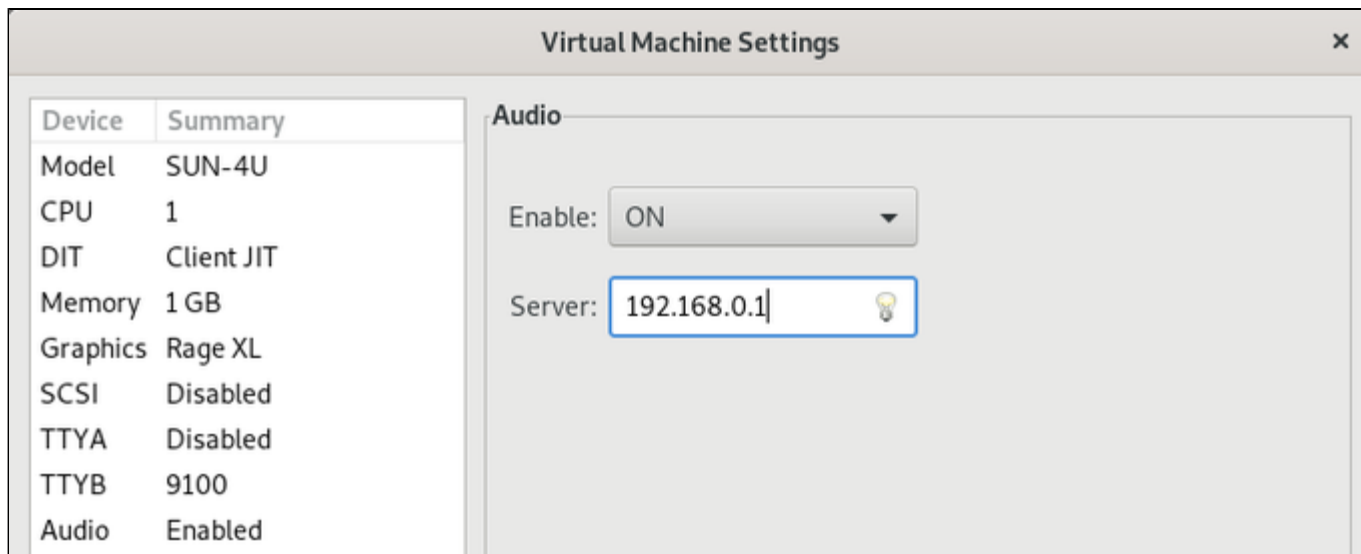 Virtual Machine Settings ×
Device Summary
Model SUN-4U
CPU 1
DIT Client JIT
Memory 1 GB
Graphics Rage XL
SCSI Disabled
TTYA Disabled
TTYB 9100
Audio Enabled
Audio
Enable: ON
Server: 192.168.0.1